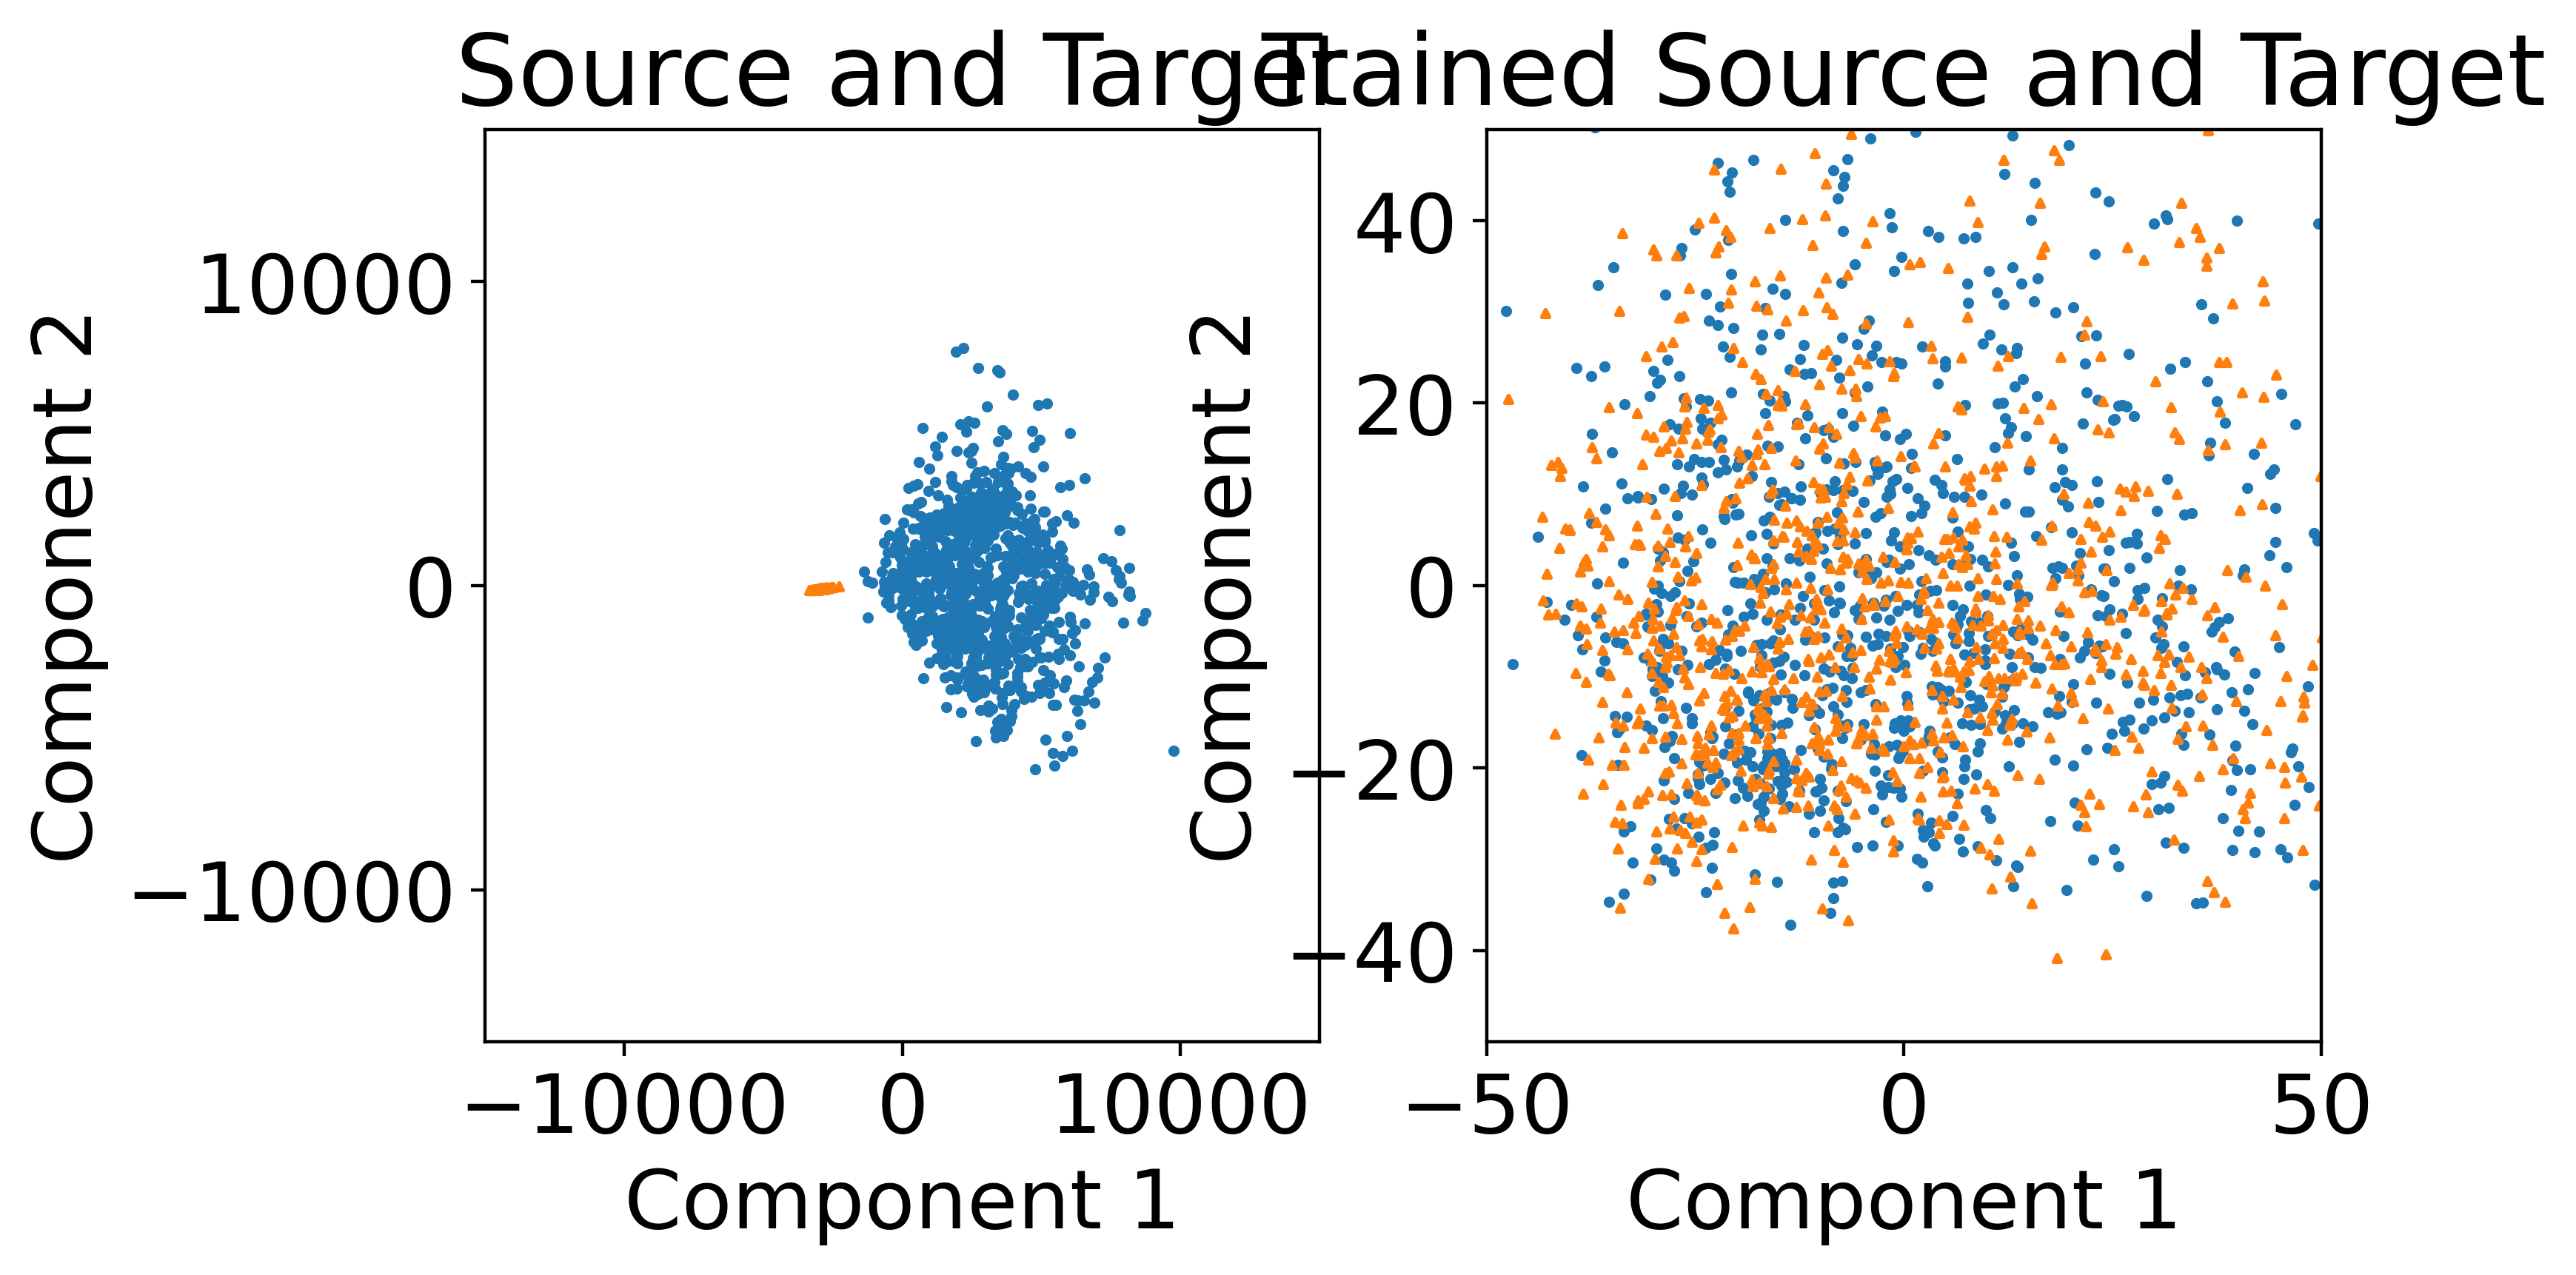 Source and Target
Trained Source and Target
Component 2
10000
0
−10000
−10000 0 10000
Component 1
Component 2
40
20
0
−20
−40
−50 0 50
Component 1